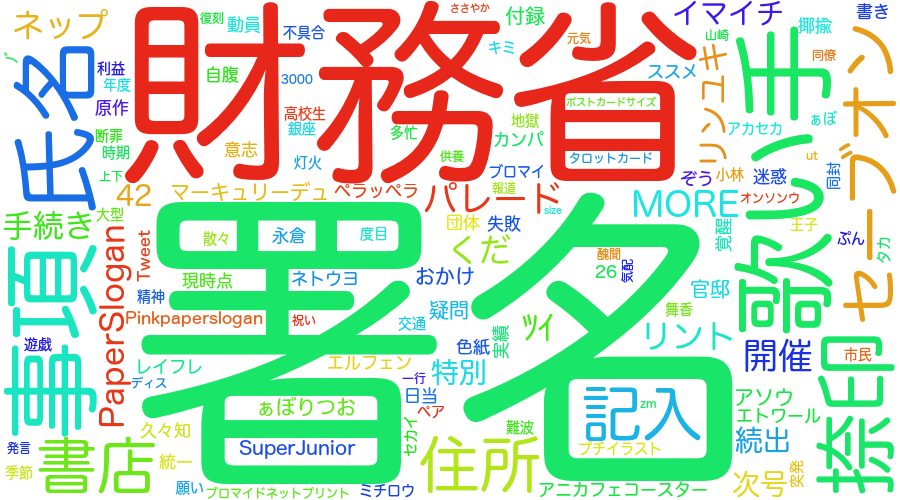 ネップ
復刻
動員
不具合
ささやか
付録
元気
イマイチ
書き
財務省
利益
年度
原作
自腹
3000
キミ
ススメ
山崎
揶揄
同僚
氏名
断罪
時期
上下
意志
高校生
銀座
灯火
多忙
供養
地獄
カンパ
ブロマイ
ポストカードサイズ
タロットカード
リンユキ
アカセカ
ぁぼ
歌い手
セーブオン
ut
小林
ぞう
迷惑
同封
オンソンウ
42
マーキュリーデュ
ペラッペラ
パレード
報道
MORE
王子
手続き
大型
団体
失敗
size
覚醒
ぷん
タカ
事項
PaperSlogan
Tweet
散々
永倉
度目
署名
くだ
現時点
ネトウヨ
おかけ
醜聞
26
気配
官邸
精神
Pinkpaperslogan
祝い
交通
疑問
ツイ
舞香
リント
開催
市民
捺印
遊戯
レイフレ
ディス
エルフェン
色紙
実績
特別
一行
日当
ペア
記入
zm
アソウ
エトワール
ぁぼりつお
久々知
SuperJunior
セカイ
難波
プチイラスト
続出
発言
季節
書店
統一
願い
ブロマイドネットプリント
ミチロウ
住所
アニカフェコースター
次号
発